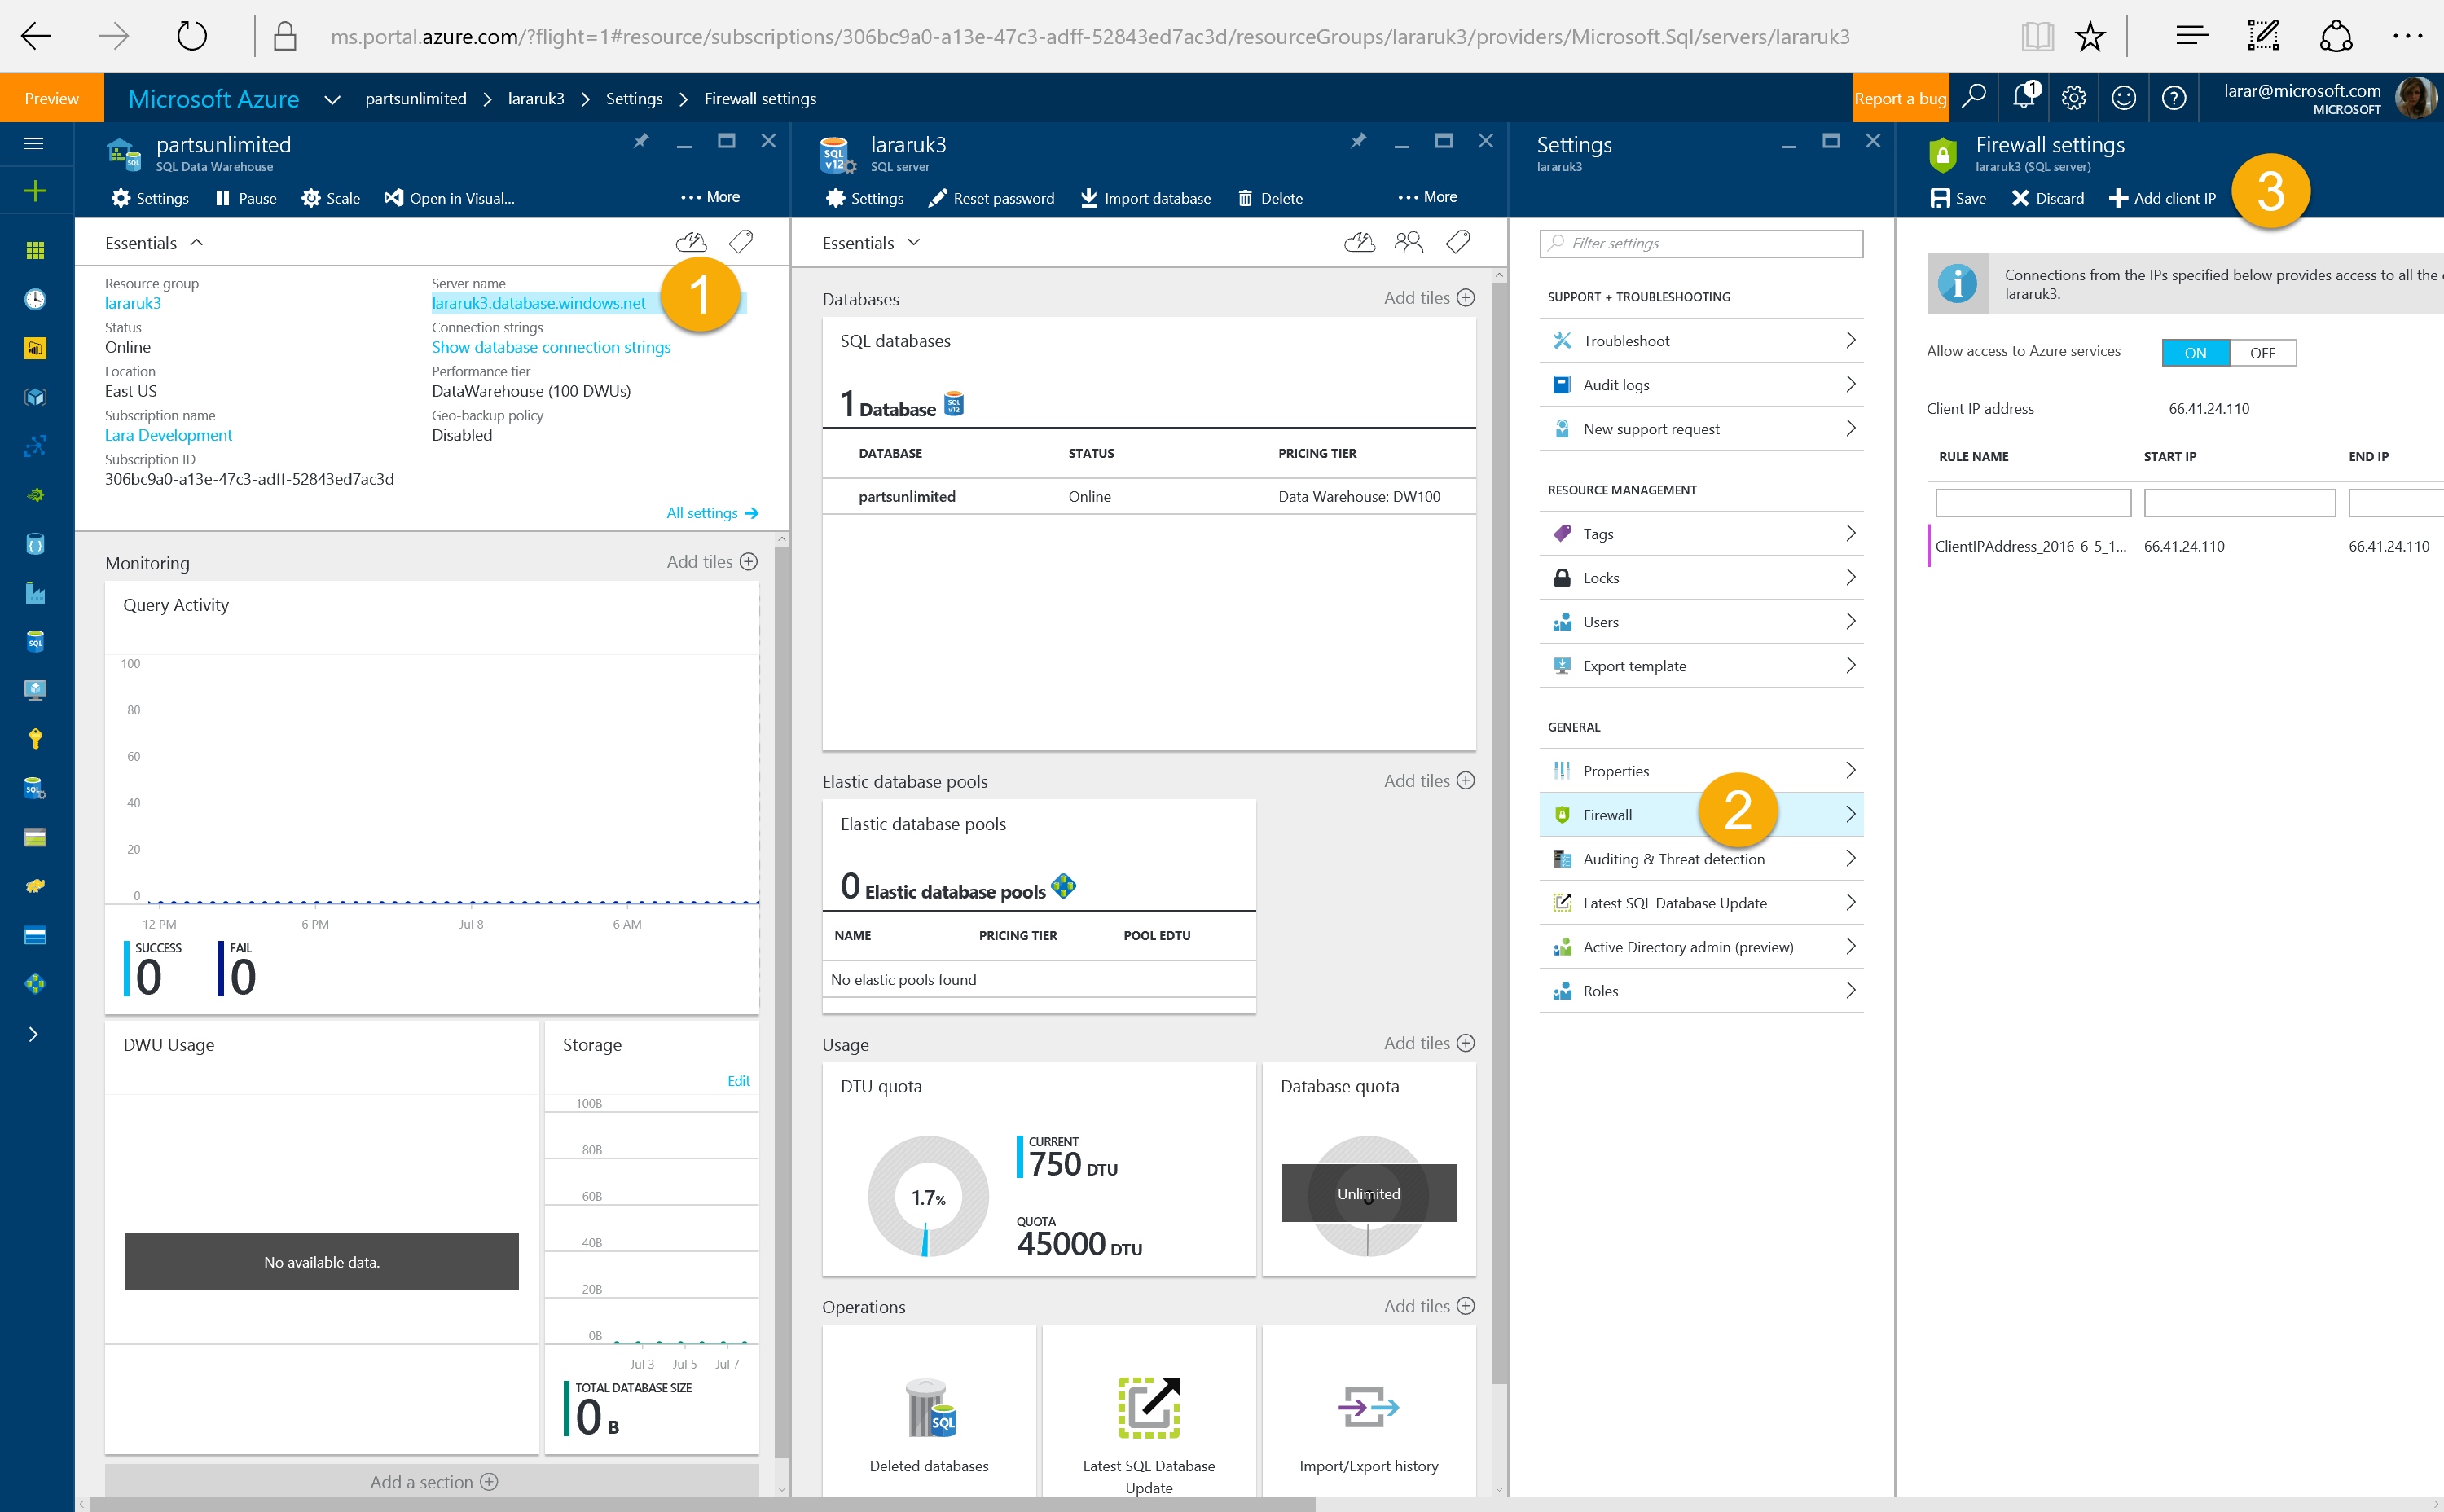 ms.portal.azure.com/?flight=1#resource/subscriptions/306bc9a0-a13e-47c3-adff-52843ed7ac3d/resourceGroups/lararuk3/providers/Microsoft.Sql/servers/lararuk3
Preview
Microsoft Azure
partsunlimited
lararuk3
Settings
Firewall settings
Report a bug
1
larar@microsoft.com
MICROSOFT
partsunlimited
SQL Data Warehouse
Settings
Pause
Scale
Open in Visual...
... More
Essentials
Resource group
lararuk3
Status
Online
Location
East US
Subscription name
Lara Development
Subscription ID
306bc9a0-a13e-47c3-adff-52843ed7ac3d
Server name
lararuk3.database.windows.net
1
Connection strings
Show database connection strings
Performance tier
DataWarehouse (100 DWUs)
Geo-backup policy
Disabled
All settings
Monitoring
Add tiles
Query Activity
100
80
60
40
20
0
12 PM
6 PM
Jul 8
6 AM
SUCCESS
0
FAIL
0
DWU Usage
No available data.
Storage
Edit
100B
80B
60B
40B
20B
0B
Jul 3
Jul 5
Jul 7
TOTAL DATABASE SIZE
0 B
Add a section
lararuk3
SQL server
SQL
v12
Settings
Reset password
Import database
Delete
... More
Essentials
Databases
Add tiles
SQL databases
1 Database
SQL
v12
DATABASE
STATUS
PRICING TIER
partsunlimited
Online
Data Warehouse: DW100
Elastic database pools
Add tiles
Elastic database pools
0 Elastic database pools
NAME
PRICING TIER
POOL EDTU
No elastic pools found
Usage
Add tiles
DTU quota
1.7%
CURRENT
750 DTU
QUOTA
45000 DTU
Database quota
Unlimited
Operations
Add tiles
SQL
Deleted databases
Latest SQL Database
Update
Import/Export history
Settings
lararuk3
Filter settings
SUPPORT + TROUBLESHOOTING
Troubleshoot
Audit logs
New support request
RESOURCE MANAGEMENT
Tags
Locks
Users
Export template
GENERAL
Properties
Firewall
2
Auditing & Threat detection
Latest SQL Database Update
Active Directory admin (preview)
Roles
Firewall settings
lararuk3 (SQL server)
Save
Discard
Add client IP
3
Connections from the IPs specified below provides access to all the
lararuk3.
Allow access to Azure services
ON
OFF
Client IP address
66.41.24.110
RULE NAME
START IP
END IP
ClientIPAddress_2016-6-5_1...
66.41.24.110
66.41.24.110